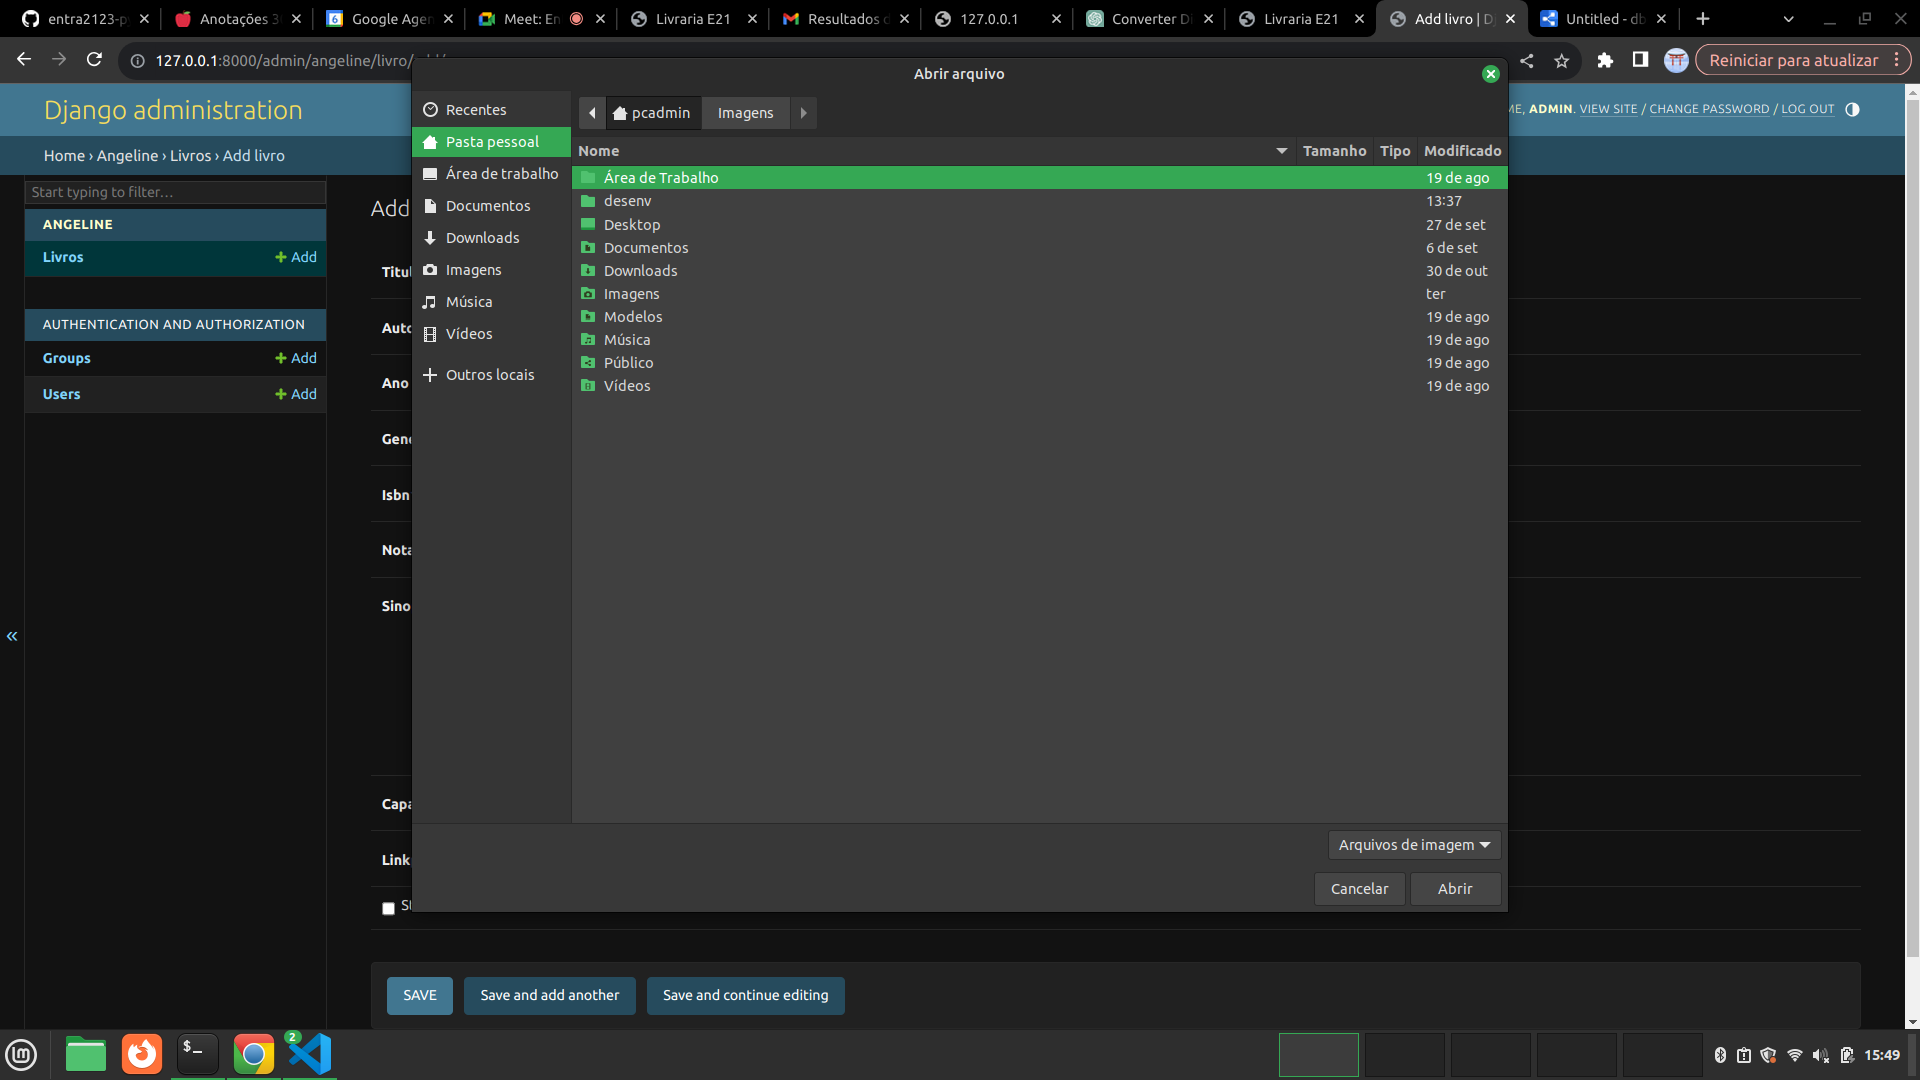 entra2123-p
Anotações 3
Google Agen
Meet: En
Livraria E21
Resultados d
127.0.0.1
Converter Di
Livraria E21
Add livro | D
Untitled - db
127.0.0.1:8000/admin/angeline/livro/add/
Reiniciar para atualizar
Abrir arquivo
Django administration
ME, ADMIN. VIEW SITE / CHANGE PASSWORD / LOG OUT
Home › Angeline › Livros › Add livro
Start typing to filter...
ANGELINE
Livros
Add
AUTHENTICATION AND AUTHORIZATION
Groups
Add
Users
Add
«
Add
Titul
Auto
Ano
Gene
Isbn
Nota
Sino
Capa
Link
St
Recentes
Pasta pessoal
Área de trabalho
Documentos
Downloads
Imagens
Música
Vídeos
Outros locais
pcadmin
Imagens
Nome
Tamanho
Tipo
Modificado
Área de Trabalho 19 de ago
desenv 13:37
Desktop 27 de set
Documentos 6 de set
Downloads 30 de out
Imagens ter
Modelos 19 de ago
Música 19 de ago
Público 19 de ago
Vídeos 19 de ago
Arquivos de imagem
Cancelar
Abrir
SAVE
Save and add another
Save and continue editing
2
15:49